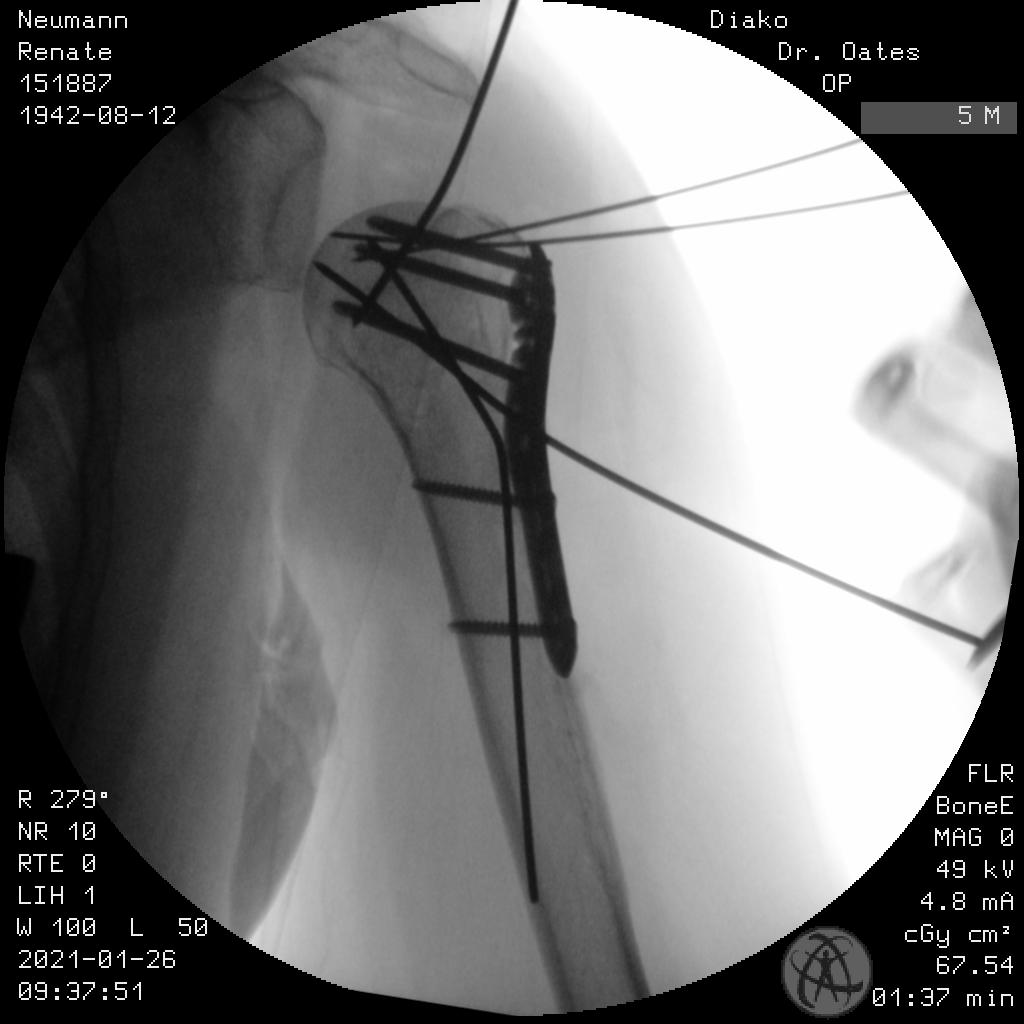 Neumann
Renate
151887
1942-08-12
Diako
Dr. Oates
OP
5 M
R 279°
NR 10
RTE 0
LIH 1
W 100 L 50
2021-01-26
09:37:51
FLR
BoneE
MAG 0
49 kV
4.8 mA
cGy cm²
67.54
01:37 min